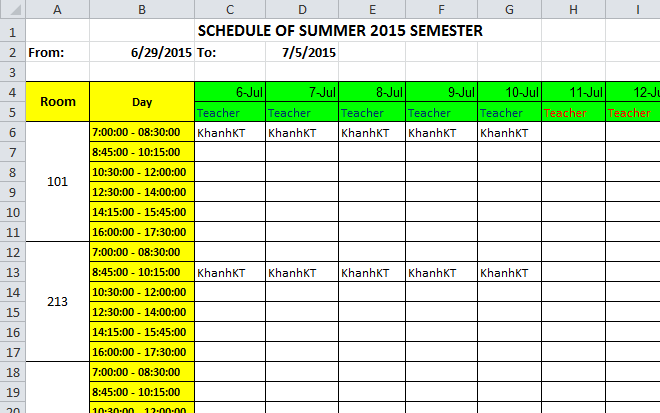 A B C D E F G H I
1 SCHEDULE OF SUMMER 2015 SEMESTER
2 From: 6/29/2015 To: 7/5/2015
3
4 Room Day 6-Jul 7-Jul 8-Jul 9-Jul 10-Jul 11-Jul 12-Ju
5 Teacher Teacher Teacher Teacher Teacher Teacher Teacher
6 101 7:00:00 - 08:30:00 KhanhKT KhanhKT KhanhKT KhanhKT KhanhKT
7 8:45:00 - 10:15:00
8 10:30:00 - 12:00:00
9 12:30:00 - 14:00:00
10 14:15:00 - 15:45:00
11 16:00:00 - 17:30:00
12 213 7:00:00 - 08:30:00
13 8:45:00 - 10:15:00 KhanhKT KhanhKT KhanhKT KhanhKT KhanhKT
14 10:30:00 - 12:00:00
15 12:30:00 - 14:00:00
16 14:15:00 - 15:45:00
17 16:00:00 - 17:30:00
18 7:00:00 - 08:30:00
19 8:45:00 - 10:15:00
20 10:30:00 - 12:00:00